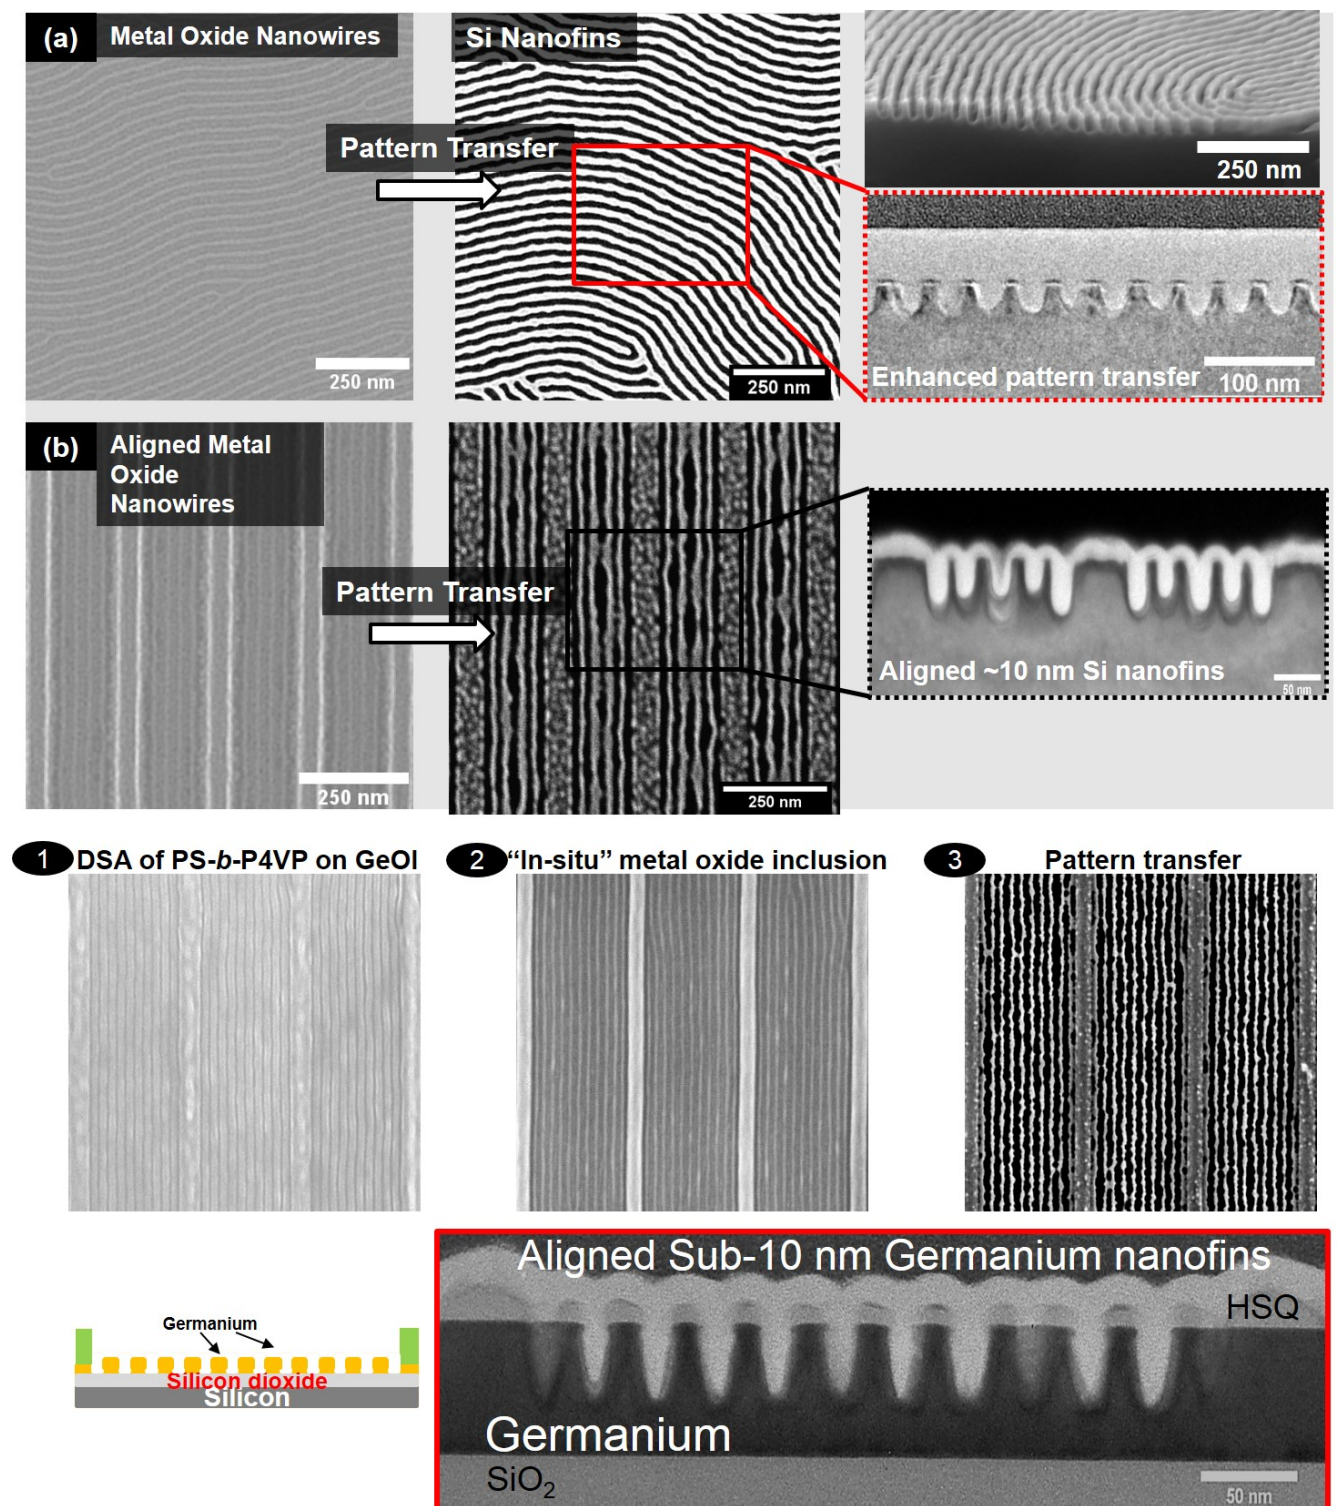 (a)
Metal Oxide Nanowires
Si Nanofins
Pattern Transfer
250 nm
250 nm
250 nm
Enhanced pattern transfer
100 nm
(b)
Aligned Metal
Oxide
Nanowires
Pattern Transfer
250 nm
250 nm
Aligned ~10 nm Si nanofins
50 nm
1 DSA of PS-b-P4VP on GeOI
2 “In-situ” metal oxide inclusion
3 Pattern transfer
Germanium
Silicon dioxide
Silicon
Aligned Sub-10 nm Germanium nanofins
HSQ
Germanium
SiO₂
50 nm